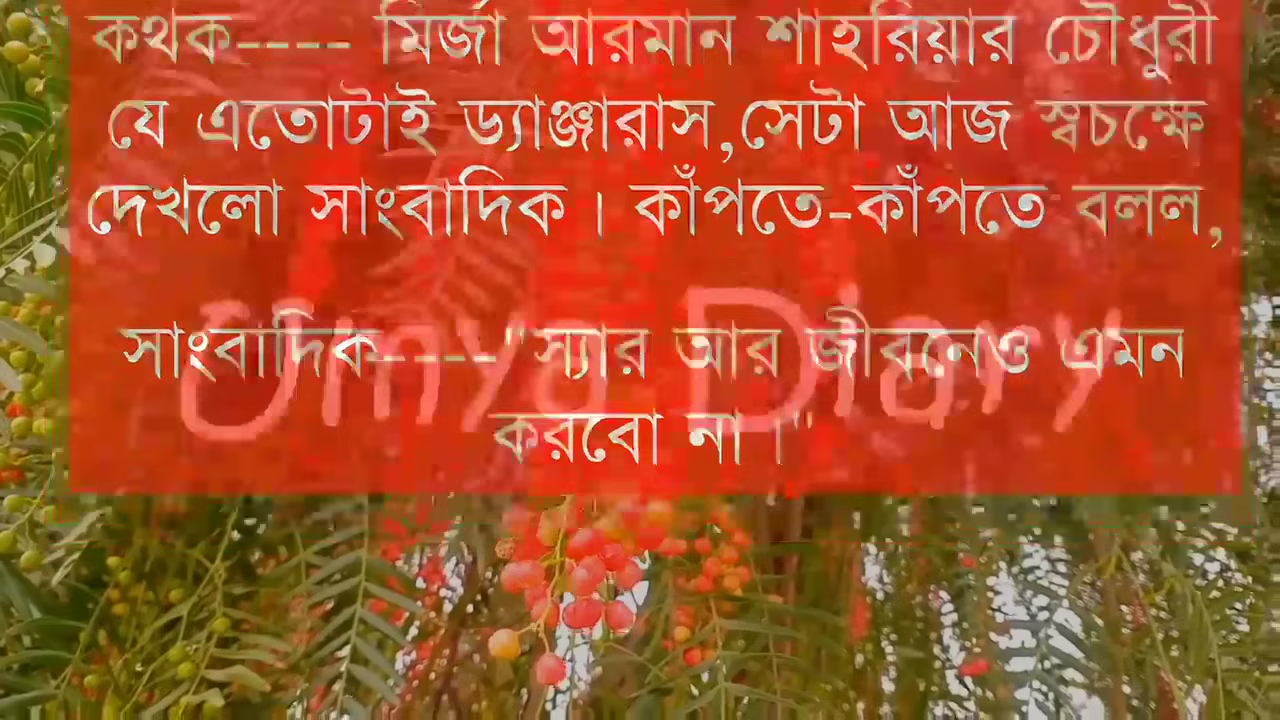 কথক---- মির্জা আরমান শাহরিয়ার চৌধুরী
যে এতোটাই ড্যাঞ্জারাস,সেটা আজ স্বচক্ষে
দেখলো সাংবাদিক । কাঁপতে-কাঁপতে বলল,
সাংবাদিক-----"স্যার আর জীবনেও এমন
করবো না ।"
Umya Diary